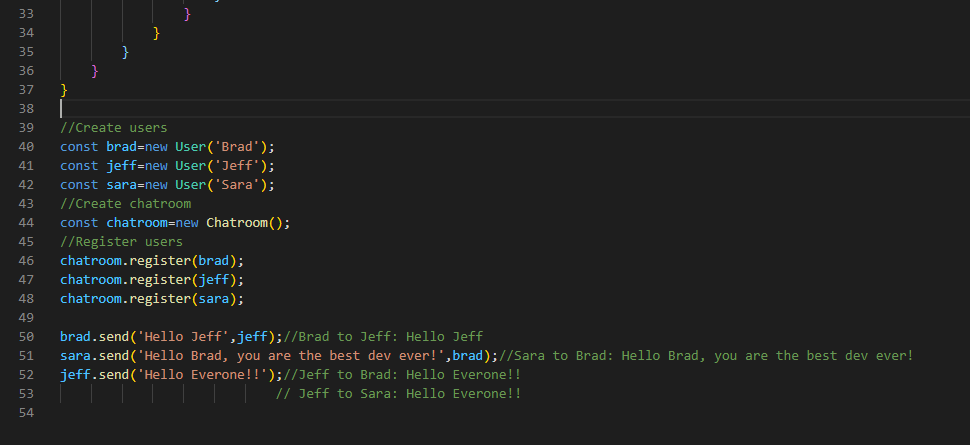 33 }
34 }
35 }
36 }
37 }
38
39 //Create users
40 const brad=new User('Brad');
41 const jeff=new User('Jeff');
42 const sara=new User('Sara');
43 //Create chatroom
44 const chatroom=new Chatroom();
45 //Register users
46 chatroom.register(brad);
47 chatroom.register(jeff);
48 chatroom.register(sara);
49
50 brad.send('Hello Jeff',jeff);//Brad to Jeff: Hello Jeff
51 sara.send('Hello Brad, you are the best dev ever!',brad);//Sara to Brad: Hello Brad, you are the best dev ever!
52 jeff.send('Hello Everone!!');//Jeff to Brad: Hello Everone!!
53 // Jeff to Sara: Hello Everone!!
54